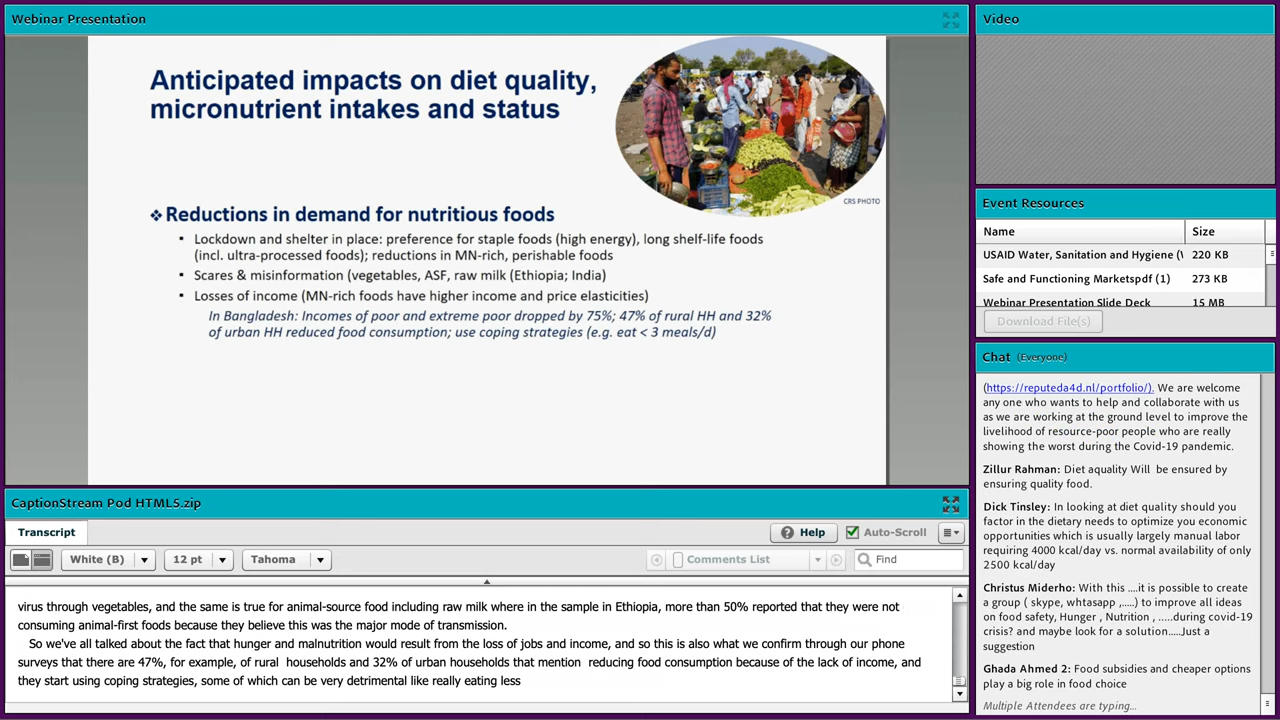 Webinar Presentation
Anticipated impacts on diet quality,
micronutrient intakes and status
CRS PHOTO
❖Reductions in demand for nutritious foods
▪ Lockdown and shelter in place: preference for staple foods (high energy), long shelf-life foods
(incl. ultra-processed foods); reductions in MN-rich, perishable foods
▪ Scares & misinformation (vegetables, ASF, raw milk (Ethiopia; India)
▪ Losses of income (MN-rich foods have higher income and price elasticities)
In Bangladesh: Incomes of poor and extreme poor dropped by 75%; 47% of rural HH and 32%
of urban HH reduced food consumption; use coping strategies (e.g. eat < 3 meals/d)
CaptionStream Pod HTML5.zip
Transcript
Help
Auto-Scroll
White (B)
12 pt
Tahoma
Comments List
Find
virus through vegetables, and the same is true for animal-source food including raw milk where in the sample in Ethiopia, more than 50% reported that they were not
consuming animal-first foods because they believe this was the major mode of transmission.
So we've all talked about the fact that hunger and malnutrition would result from the loss of jobs and income, and so this is also what we confirm through our phone
surveys that there are 47%, for example, of rural households and 32% of urban households that mention reducing food consumption because of the lack of income, and
they start using coping strategies, some of which can be very detrimental like really eating less
Video
Event Resources
Name Size
USAID Water, Sanitation and Hygiene (\ 220 KB
Safe and Functioning Marketspdf (1) 273 KB
Webinar Presentation Slide Deck 15 MB
Download File(s)
Chat (Everyone)
(https://reputeda4d.nl/portfolio/). We are welcome
any one who wants to help and collaborate with us
as we are working at the ground level to improve the
livelihood of resource-poor people who are really
showing the worst during the Covid-19 pandemic.
Zillur Rahman: Diet aquality Will be ensured by
ensuring quality food.
Dick Tinsley: In looking at diet quality should you
factor in the dietary needs to optimize you economic
opportunities which is usually largely manual labor
requiring 4000 kcal/day vs. normal availability of only
2500 kcal/day
Christus Miderho: With this ....it is possible to create
a group ( skype, whtasapp ,.....) to improve all ideas
on food safety, Hunger , Nutrition , .....during covid-19
crisis? and maybe look for a solution.....Just a
suggestion
Ghada Ahmed 2: Food subsidies and cheaper options
play a big role in food choice
Multiple Attendees are typing...